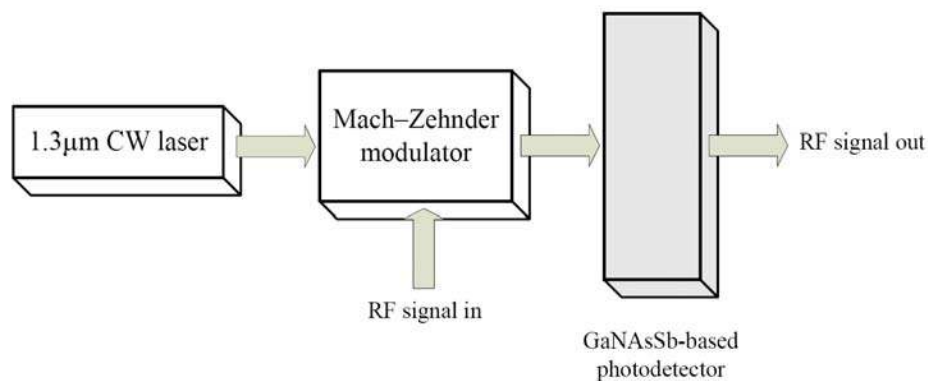 1.3µm CW laser
Mach–Zehnder
modulator
RF signal out
RF signal in
GaNAsSb-based
photodetector